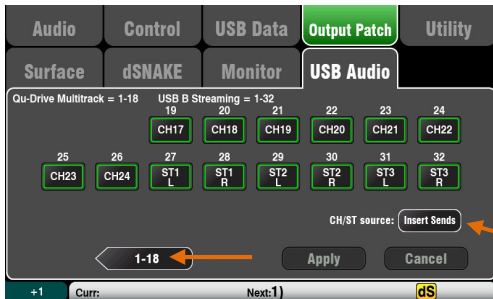 Audio Control USB Data Output Patch Utility
Surface dSNAKE Monitor USB Audio
Qu-Drive Multitrack = 1-18 USB B Streaming = 1-32
19 20 21 22 23 24
CH17 CH18 CH19 CH20 CH21 CH22
25 26 27 28 29 30 31 32
CH23 CH24 ST1 L ST1 R ST2 L ST2 R ST3 L ST3 R
CH/ST source: Insert Sends
1-18 Apply Cancel
+1 Curr: Next:1) dS